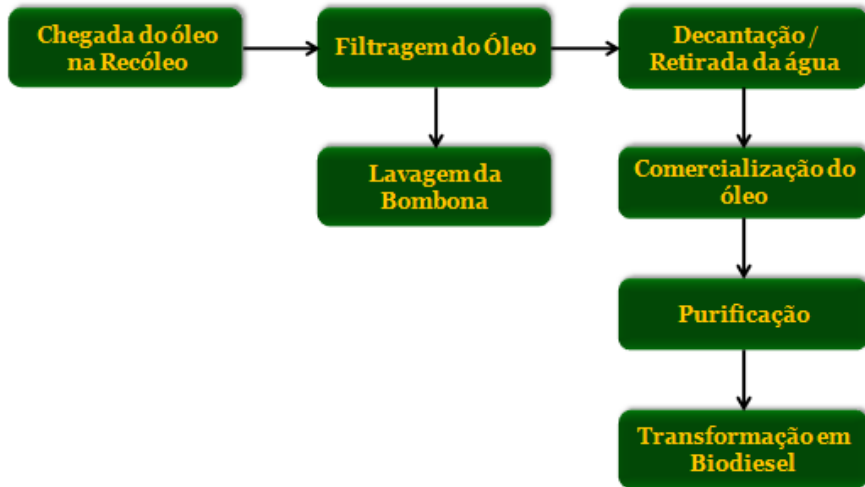 Chegada do óleo
na Recóleo
Filtragem do Óleo
Decantação /
Retirada da água
Lavagem da
Bombona
Comercialização do
óleo
Purificação
Transformação em
Biodiesel